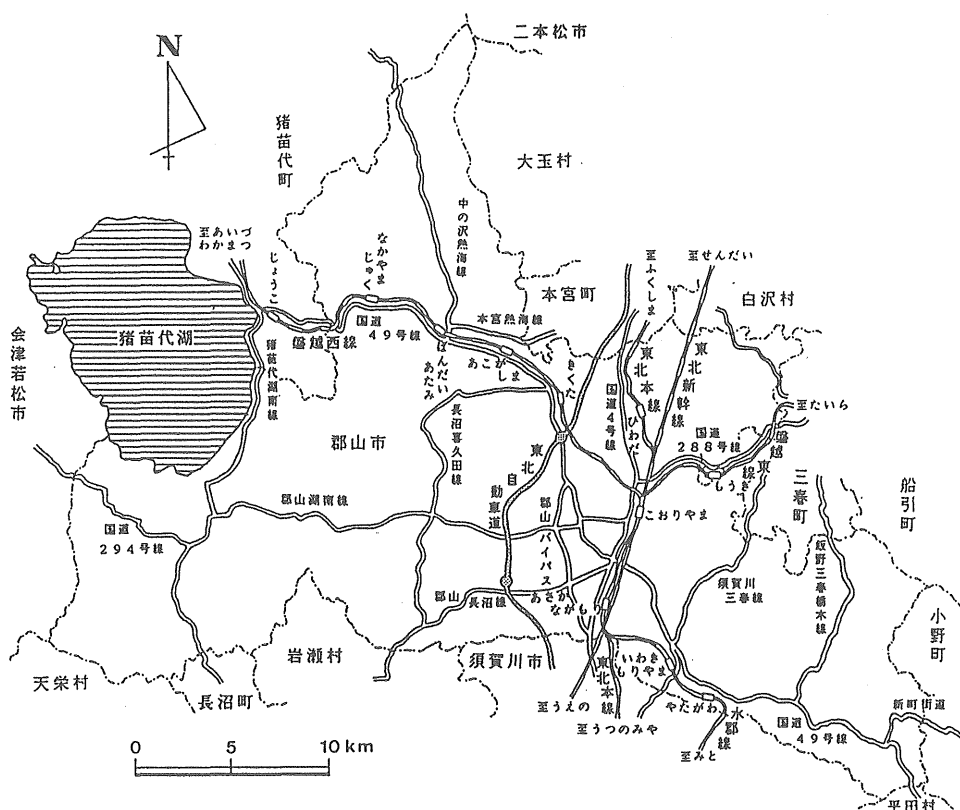 二本松市
N
猪苗代町
大玉村
中の沢熱海線
至あいづ
わかまつ
じょうこ
なかやま
じゅく
本宮町
至ふくしま
至せんだい
白沢村
会津若松市
猪苗代湖
猪苗代湖南線
磐越西線
国道
49号線
本宮熱海線
ばんだい
あたみ
あこがしま
きくた
国道4号線
東北本線
ひわだ
東北新幹線
国道
288号線
至たいら
磐越東線
もうぎ
三春町
船引町
郡山市
長沼喜久田線
東北自動車道
郡山湖南線
郡山バイパス
こおりやま
国道
294号線
須賀川
三春線
飯野三春橋木線
郡山
長沼線
あさか
ながもり
小野町
岩瀬村
須賀川市
いわき
もりやま
天栄村
長沼町
至うえの
東北本線
至うつのみや
やたがわ
水郡線
至みと
国道
49号線
新町街道
平田村
0 5 10 km